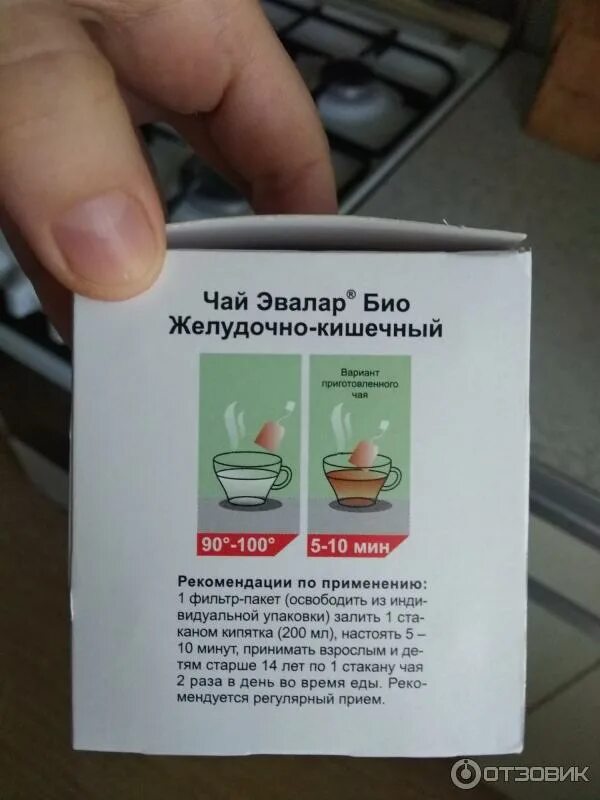 Чай Эвалар® Био
Желудочно-кишечный
Вариант
приготовленного
чая
90°-100°
5-10 мин
Рекомендации по применению:
1 фильтр-пакет (освободить из инди-
видуальной упаковки) залить 1 ста-
каном кипятка (200 мл), настоять 5 –
10 минут, принимать взрослым и де-
тям старше 14 лет по 1 стакану чая
2 раза в день во время еды. Реко-
мендуется регулярный прием.
ОТЗОВИК